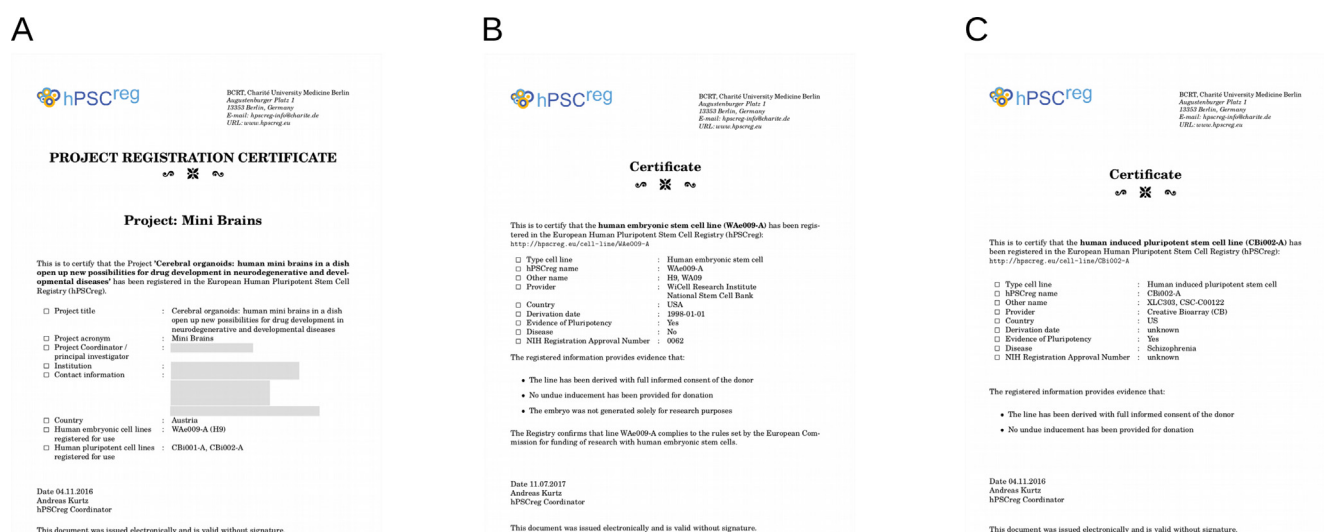 A
hPSCreg
BCRT, Charité University Medicine Berlin
Augustenburger Platz 1
13353 Berlin, Germany
E-mail: hpscreg-info@charite.de
URL: www.hpscreg.eu
PROJECT REGISTRATION CERTIFICATE
Project: Mini Brains
This is to certify that the Project "Cerebral organoids: human mini brains in a dish
open up new possibilities for drug development in neurodegenerative and devel-
opmental diseases" has been registered in the European Human Pluripotent Stem Cell
Registry (hPSCreg).
Project title : Cerebral organoids: human mini brains in a dish
open up new possibilities for drug development in
neurodegenerative and developmental diseases
Project acronym : Mini Brains
Project Coordinator / :
principal investigator
Institution :
Contact information :
Country : Austria
Human embryonic cell lines : WAe009-A (H9)
registered for use
Human pluripotent cell lines : CBi001-A, CBi002-A
registered for use
Date 04.11.2016
Andreas Kurtz
hPSCreg Coordinator
This document was issued electronically and is valid without signature.
B
hPSCreg
BCRT, Charité University Medicine Berlin
Augustenburger Platz 1
13353 Berlin, Germany
E-mail: hpscreg-info@charite.de
URL: www.hpscreg.eu
Certificate
This is to certify that the human embryonic stem cell line (WAe009-A) has been regis-
tered in the European Human Pluripotent Stem Cell Registry (hPSCreg):
http://hpscreg.eu/cell-line/WAe009-A
Type cell line : Human embryonic stem cell
hPSCreg name : WAe009-A
Other name : H9, WA09
Provider : WiCell Research Institute
National Stem Cell Bank
Country : USA
Derivation date : 1998-01-01
Evidence of Pluripotency : Yes
Disease : No
NIH Registration Approval Number : 0062
The registered information provides evidence that:
• The line has been derived with full informed consent of the donor
• No undue inducement has been provided for donation
• The embryo was not generated solely for research purposes
The Registry confirms that line WAe009-A complies to the rules set by the European Com-
mission for funding of research with human embryonic stem cells.
Date 11.07.2017
Andreas Kurtz
hPSCreg Coordinator
This document was issued electronically and is valid without signature.
C
hPSCreg
BCRT, Charité University Medicine Berlin
Augustenburger Platz 1
13353 Berlin, Germany
E-mail: hpscreg-info@charite.de
URL: www.hpscreg.eu
Certificate
This is to certify that the human induced pluripotent stem cell line (CBi002-A) has
been registered in the European Human Pluripotent Stem Cell Registry (hPSCreg):
http://hpscreg.eu/cell-line/CBi002-A
Type cell line : Human induced pluripotent stem cell
hPSCreg name : CBi002-A
Other name : XLC303, CSC-C00122
Provider : Creative Bioarray (CB)
Country : US
Derivation date : unknown
Evidence of Pluripotency : Yes
Disease : Schizophrenia
NIH Registration Approval Number : unknown
The registered information provides evidence that:
• The line has been derived with full informed consent of the donor
• No undue inducement has been provided for donation
Date 04.11.2016
Andreas Kurtz
hPSCreg Coordinator
This document was issued electronically and is valid without signature.